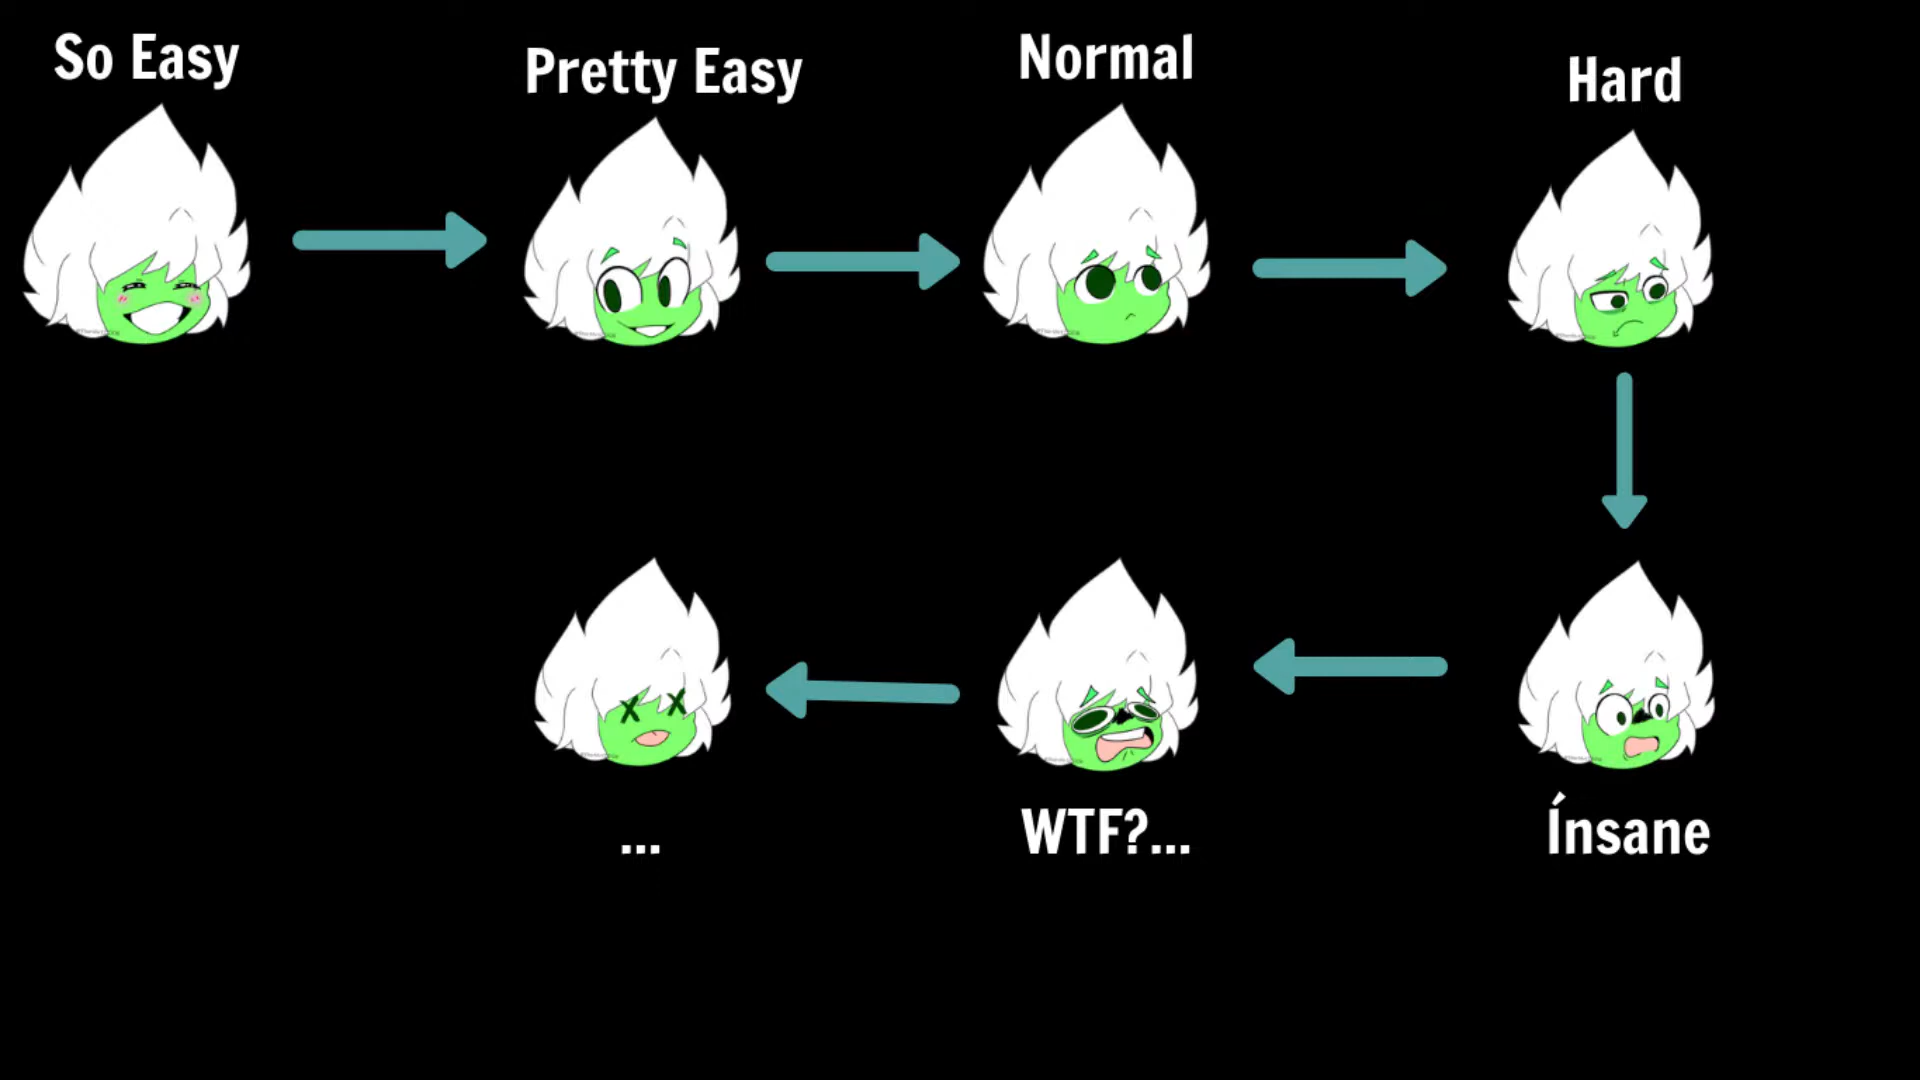 So Easy
Pretty Easy
Normal
Hard
Ínsane
WTF?...
...